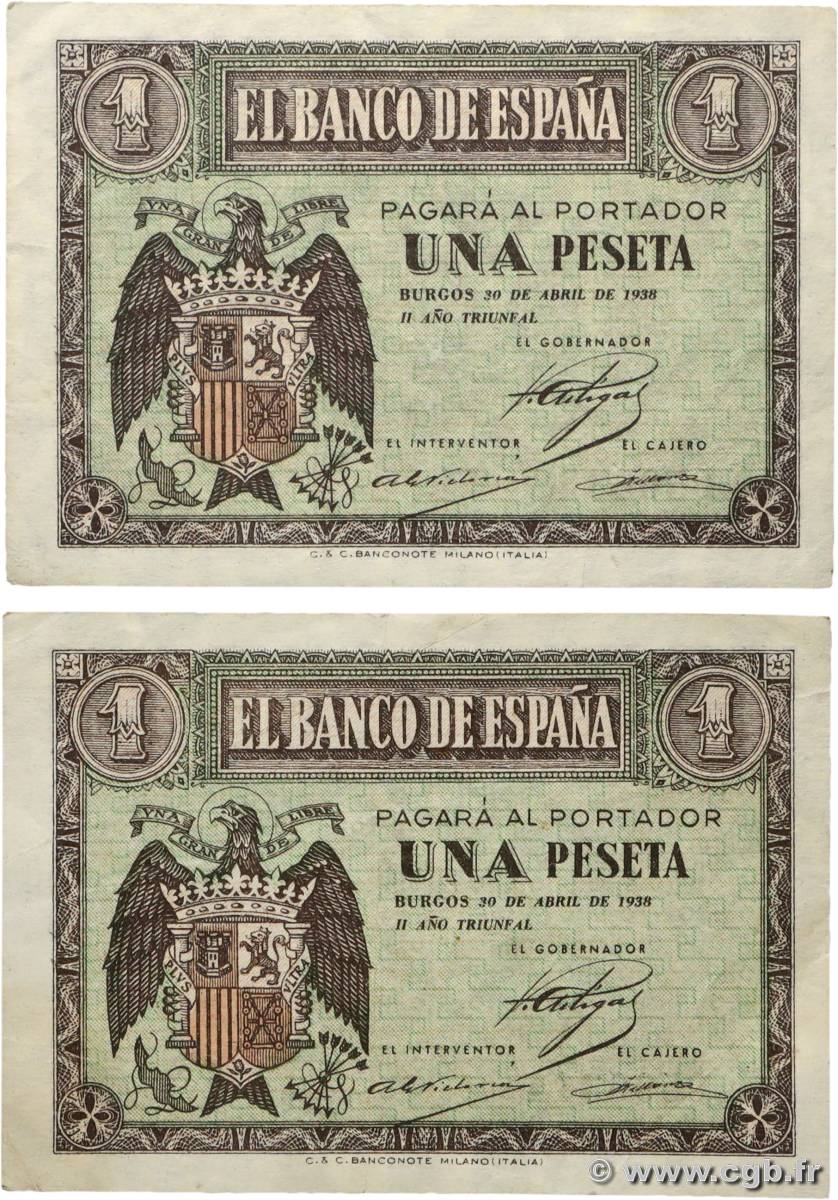 1 EL BANCO DE ESPAÑA 1
VNA GRANDE LIBRE
PAGARÁ AL PORTADOR
UNA PESETA
BURGOS 30 DE ABRIL DE 1938
II AÑO TRIUNFAL
EL GOBERNADOR
PLVS VLTRA
EL INTERVENTOR EL CAJERO
C. & C. BANCONOTE MILANO (ITALIA)
1 EL BANCO DE ESPAÑA 1
VNA GRANDE LIBRE
PAGARÁ AL PORTADOR
UNA PESETA
BURGOS 30 DE ABRIL DE 1938
II AÑO TRIUNFAL
EL GOBERNADOR
PLVS VLTRA
EL INTERVENTOR EL CAJERO
C. & C. BANCONOTE MILANO (ITALIA)
© www.cgb.fr